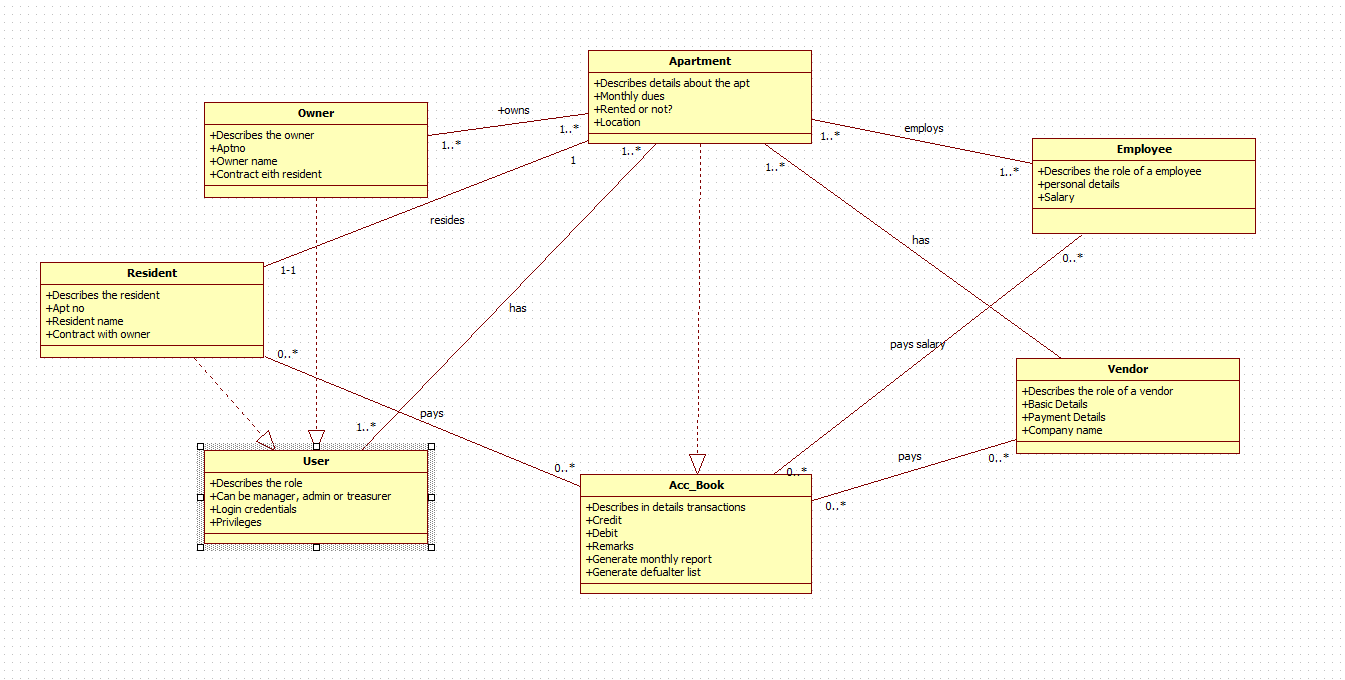 Apartment
+Describes details about the apt
+Monthly dues
+Rented or not?
+Location
Owner
+Describes the owner
+Aptno
+Owner name
+Contract eith resident
+owns
1..*
1..*
1
1..*
1..*
1..*
employs
1..*
Employee
+Describes the role of a employee
+personal details
+Salary
resides
has
0..*
Resident
+Describes the resident
+Apt no
+Resident name
+Contract with owner
1-1
has
0..*
pays salary
Vendor
+Describes the role of a vendor
+Basic Details
+Payment Details
+Company name
pays
1..*
User
+Describes the role
+Can be manager, admin or treasurer
+Login credentials
+Privileges
0..*
0..*
pays
0..*
0..*
Acc_Book
+Describes in details transactions
+Credit
+Debit
+Remarks
+Generate monthly report
+Generate defualter list